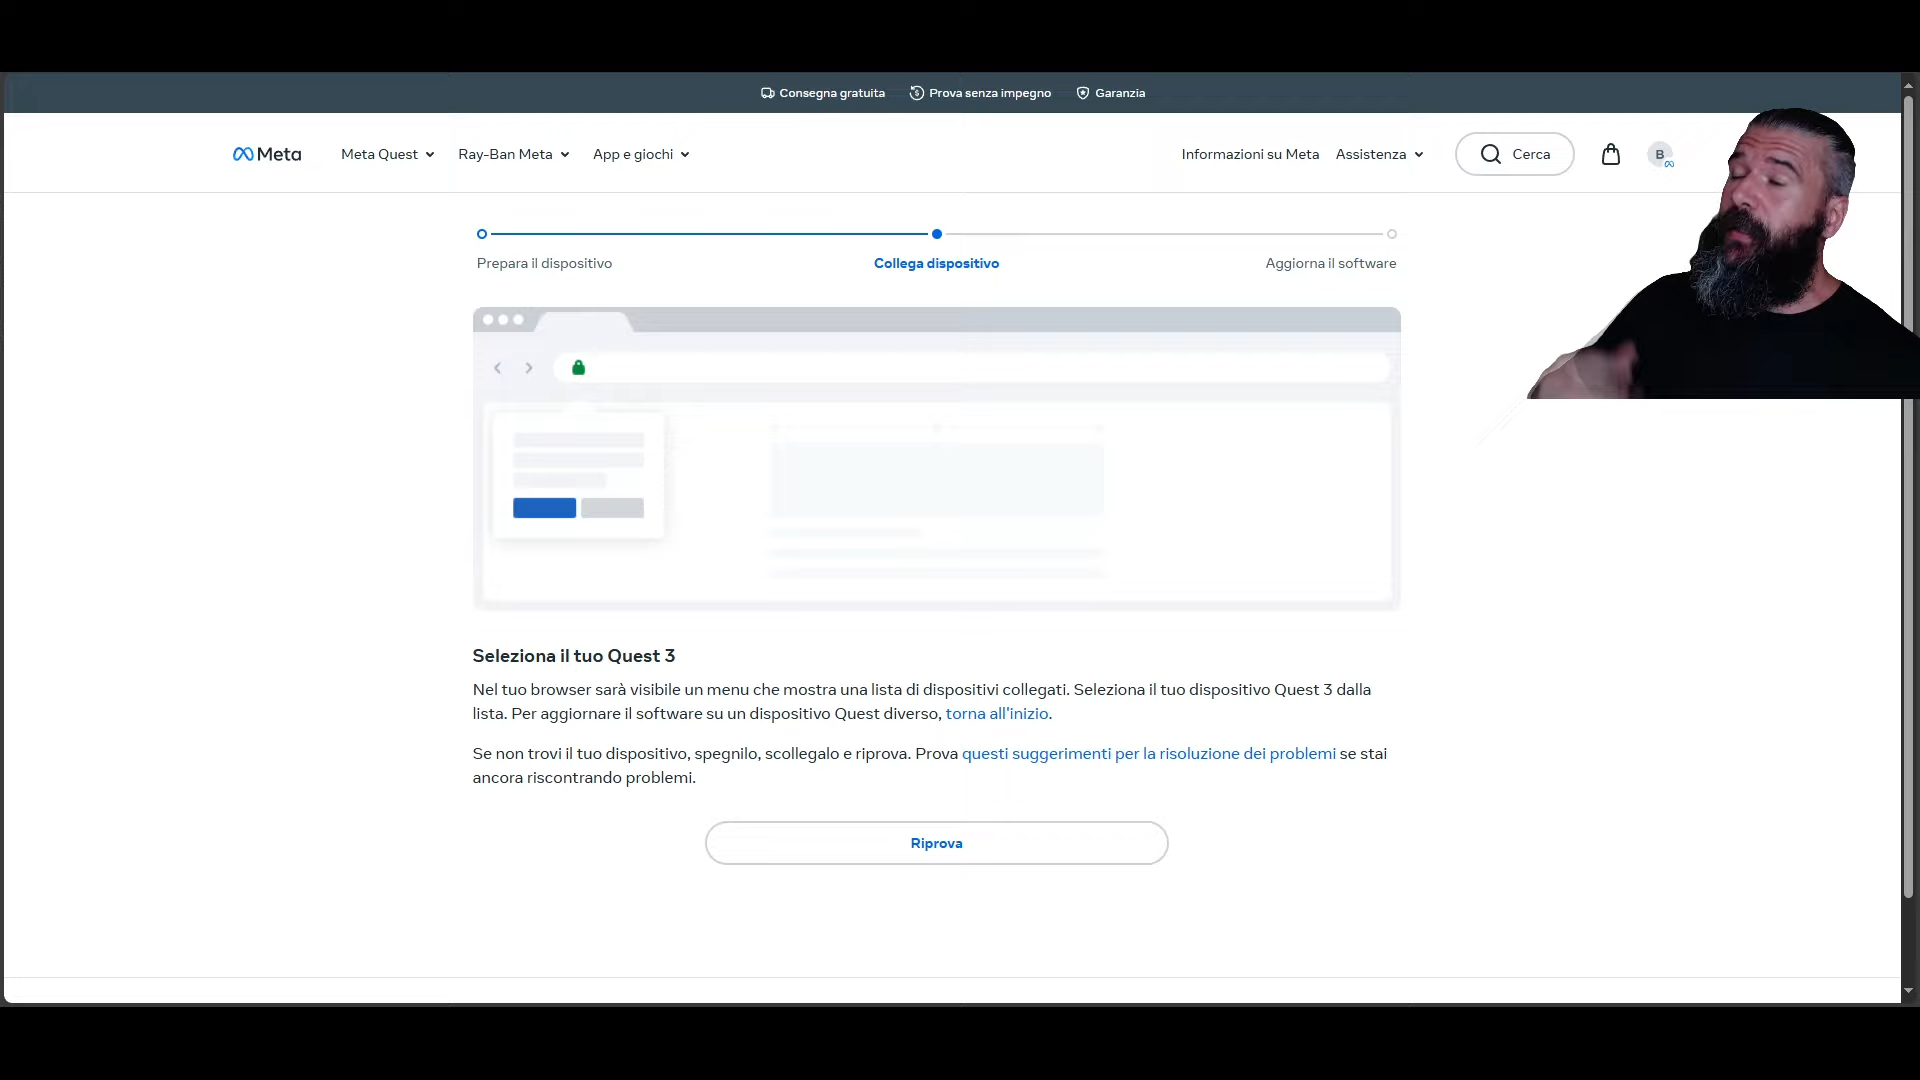 Consegna gratuita Prova senza impegno Garanzia
Meta Meta Quest Ray-Ban Meta App e giochi Informazioni su Meta Assistenza Cerca B
Prepara il dispositivo Collega dispositivo Aggiorna il software
Seleziona il tuo Quest 3
Nel tuo browser sarà visibile un menu che mostra una lista di dispositivi collegati. Seleziona il tuo dispositivo Quest 3 dalla
lista. Per aggiornare il software su un dispositivo Quest diverso, torna all'inizio.
Se non trovi il tuo dispositivo, spegnilo, scollegalo e riprova. Prova questi suggerimenti per la risoluzione dei problemi se stai
ancora riscontrando problemi.
Riprova